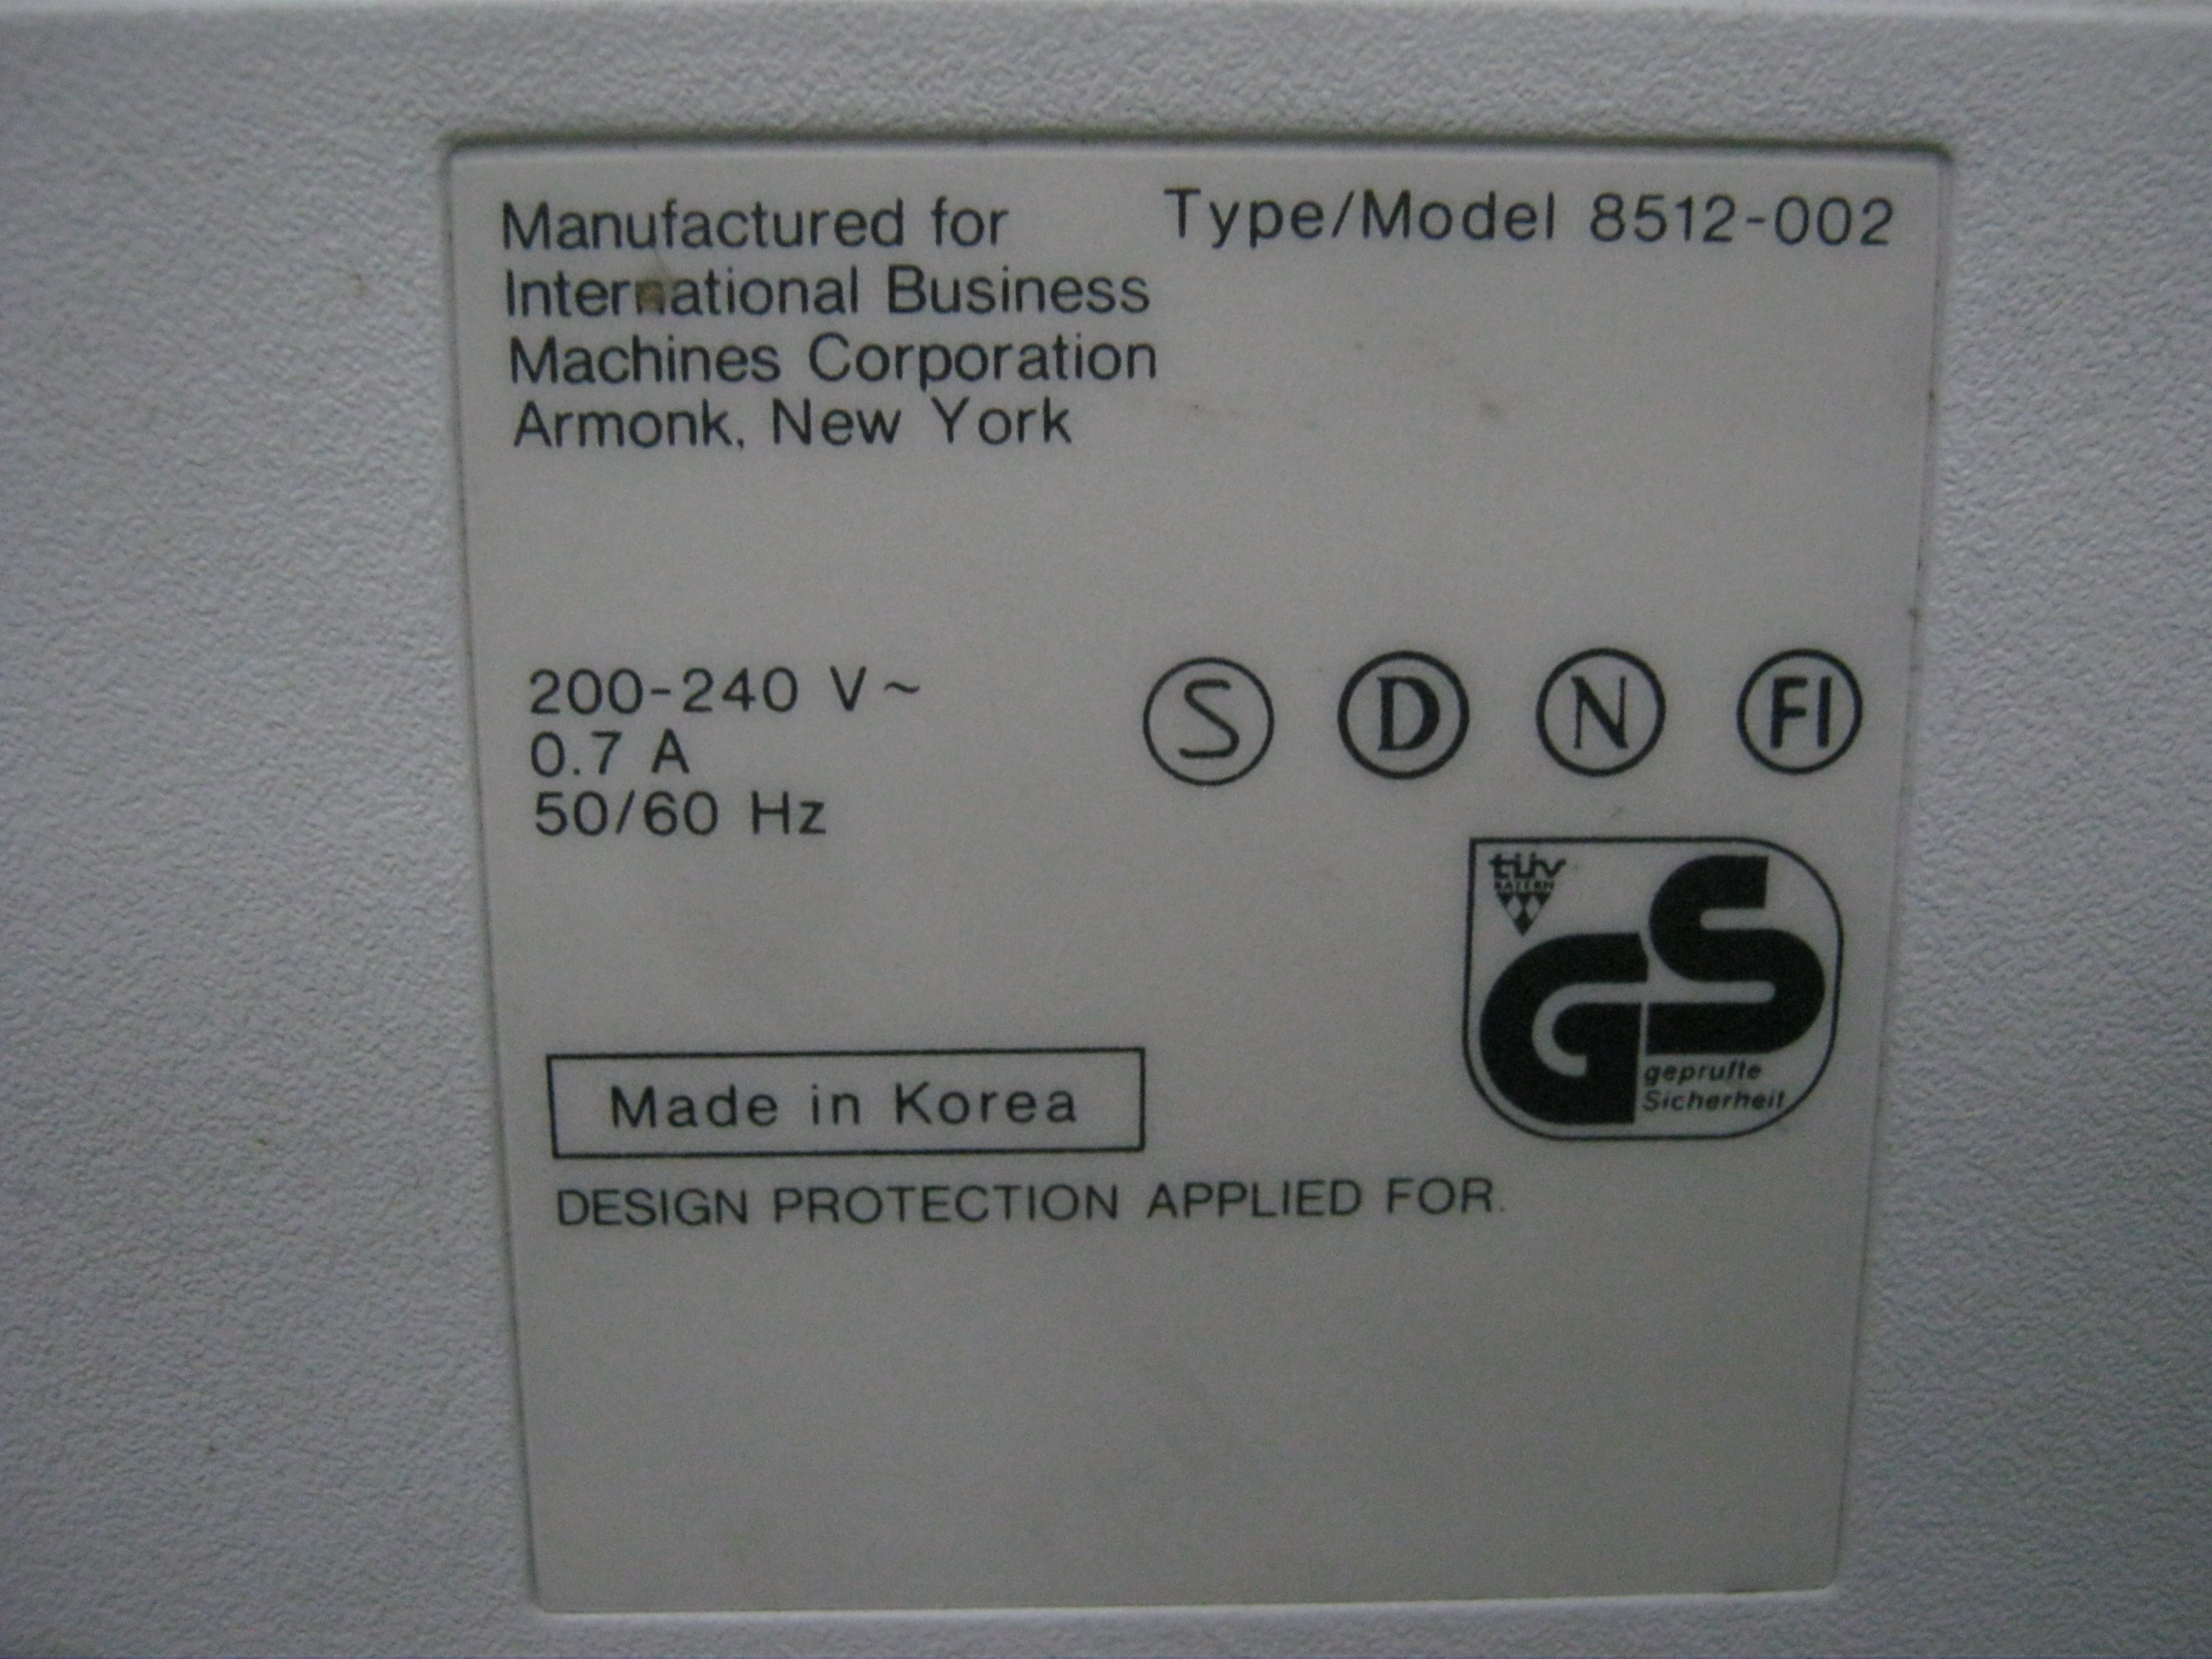 Manufactured for
International Business
Machines Corporation
Armonk, New York
Type/Model 8512-002
200-240 V~
0.7 A
50/60 Hz
S D N FI
tüv
BAYERN
GS
geprufte
Sicherheit
Made in Korea
DESIGN PROTECTION APPLIED FOR.